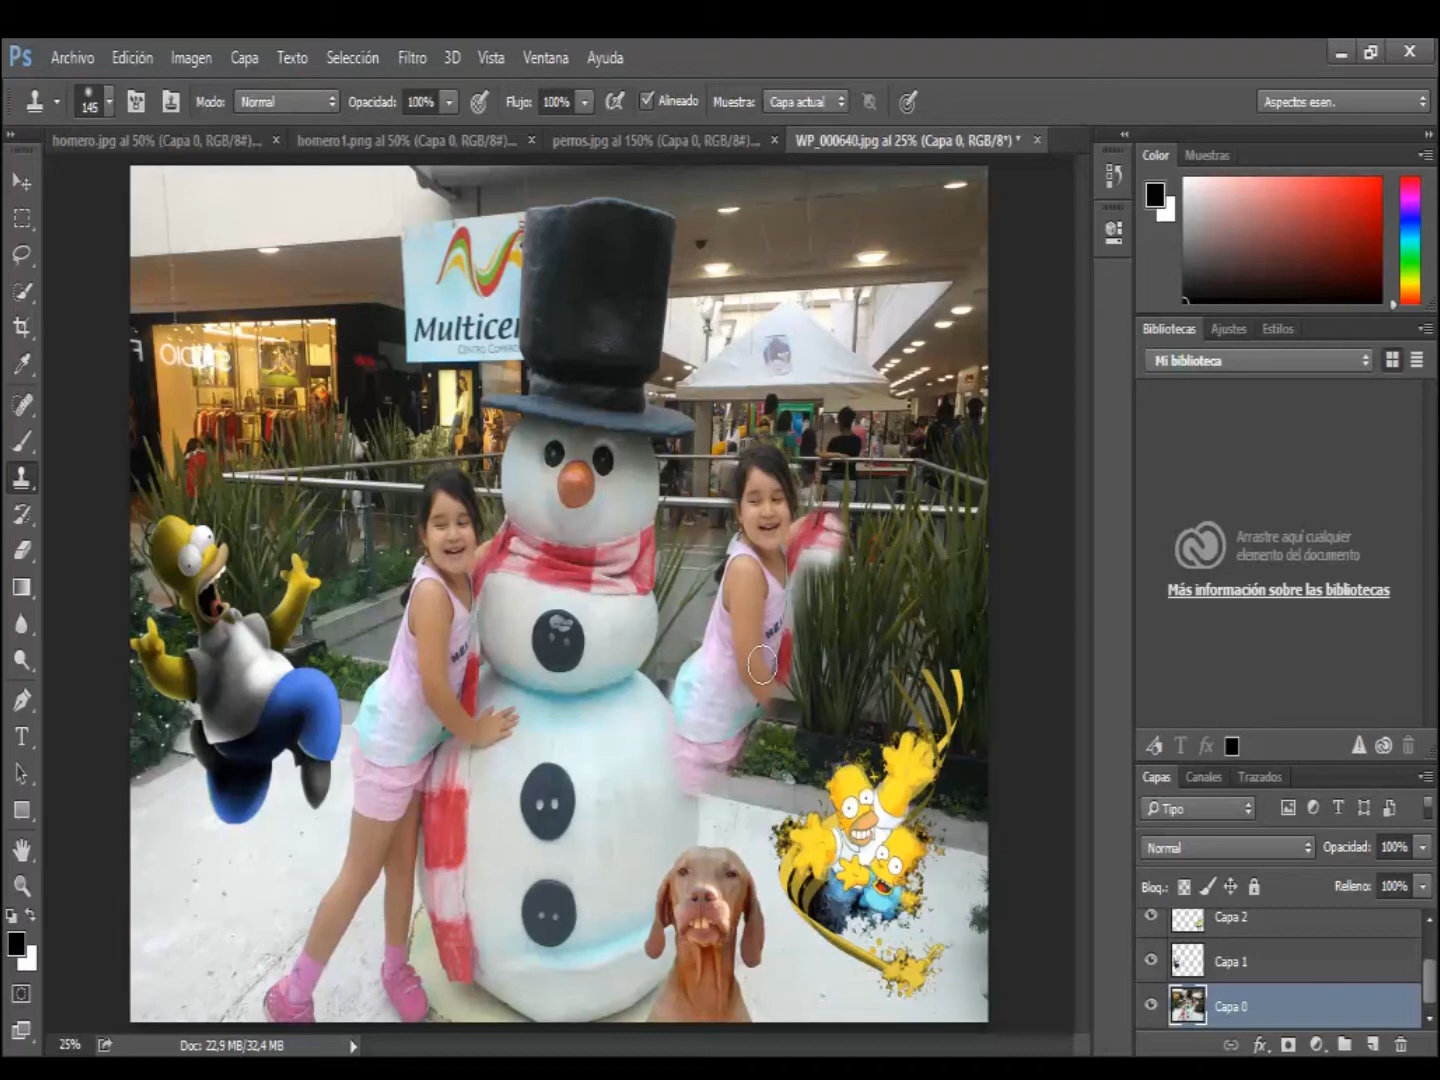 Ps Archivo Edición Imagen Capa Texto Selección Filtro 3D Vista Ventana Ayuda
145 Modo: Normal Opacidad: 100% Flujo: 100% Alineado Muestra: Capa actual Aspectos esen.
homero.jpg al 50% (Capa 0, RGB/8#)... homero1.png al 50% (Capa 0, RGB/8#)... perros.jpg al 150% (Capa 0, RGB/8#)... WP_000640.jpg al 25% (Capa 0, RGB/8*) *
Color Muestras
Multice
CENTRO COMERC
Bibliotecas Ajustes Estilos
Mi biblioteca
Arrastre aquí cualquier
elemento del documento
Más información sobre las bibliotecas
T fx
Capas Canales Trazados
Tipo
Normal Opacidad: 100%
Bloq.: Relleno: 100%
Capa 2
Capa 1
Capa 0
25% Doc: 22,9 MB/32,4 MB
fx